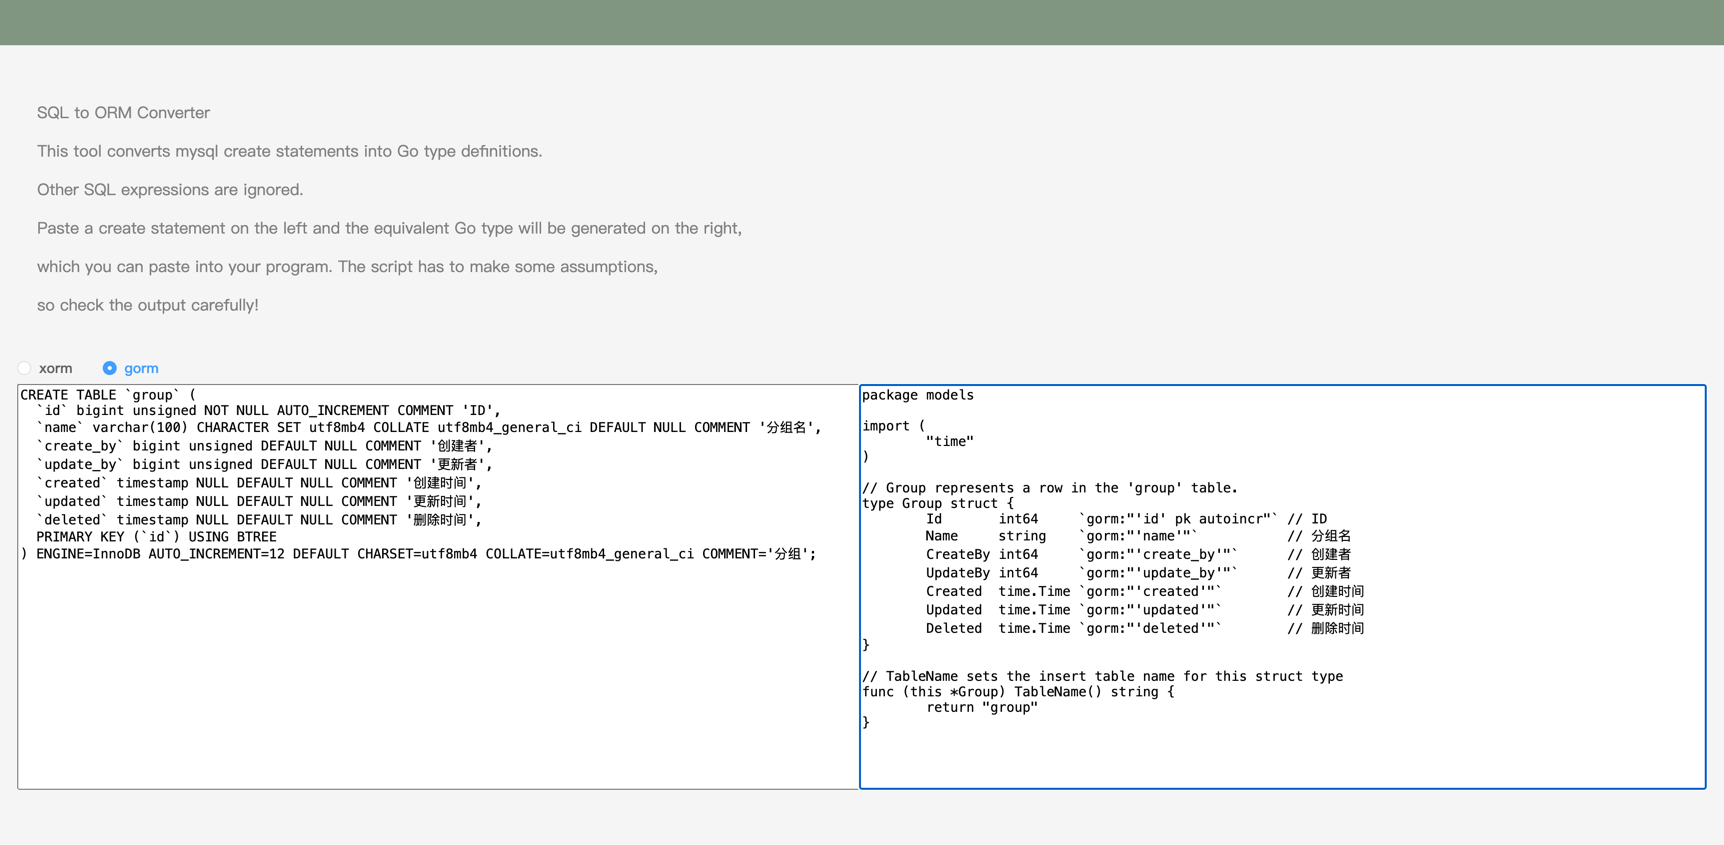 SQL to ORM Converter
This tool converts mysql create statements into Go type definitions.
Other SQL expressions are ignored.
Paste a create statement on the left and the equivalent Go type will be generated on the right,
which you can paste into your program. The script has to make some assumptions,
so check the output carefully!
xorm gorm
CREATE TABLE `group` (
  `id` bigint unsigned NOT NULL AUTO_INCREMENT COMMENT 'ID',
  `name` varchar(100) CHARACTER SET utf8mb4 COLLATE utf8mb4_general_ci DEFAULT NULL COMMENT '分组名',
  `create_by` bigint unsigned DEFAULT NULL COMMENT '创建者',
  `update_by` bigint unsigned DEFAULT NULL COMMENT '更新者',
  `created` timestamp NULL DEFAULT NULL COMMENT '创建时间',
  `updated` timestamp NULL DEFAULT NULL COMMENT '更新时间',
  `deleted` timestamp NULL DEFAULT NULL COMMENT '删除时间',
  PRIMARY KEY (`id`) USING BTREE
) ENGINE=InnoDB AUTO_INCREMENT=12 DEFAULT CHARSET=utf8mb4 COLLATE=utf8mb4_general_ci COMMENT='分组';
package models
import (
	"time"
)
// Group represents a row in the 'group' table.
type Group struct {
	Id       int64     `gorm:"'id' pk autoincr"` // ID
	Name     string    `gorm:"'name'"`           // 分组名
	CreateBy int64     `gorm:"'create_by'"`      // 创建者
	UpdateBy int64     `gorm:"'update_by'"`      // 更新者
	Created  time.Time `gorm:"'created'"`        // 创建时间
	Updated  time.Time `gorm:"'updated'"`        // 更新时间
	Deleted  time.Time `gorm:"'deleted'"`        // 删除时间
}
// TableName sets the insert table name for this struct type
func (this *Group) TableName() string {
	return "group"
}